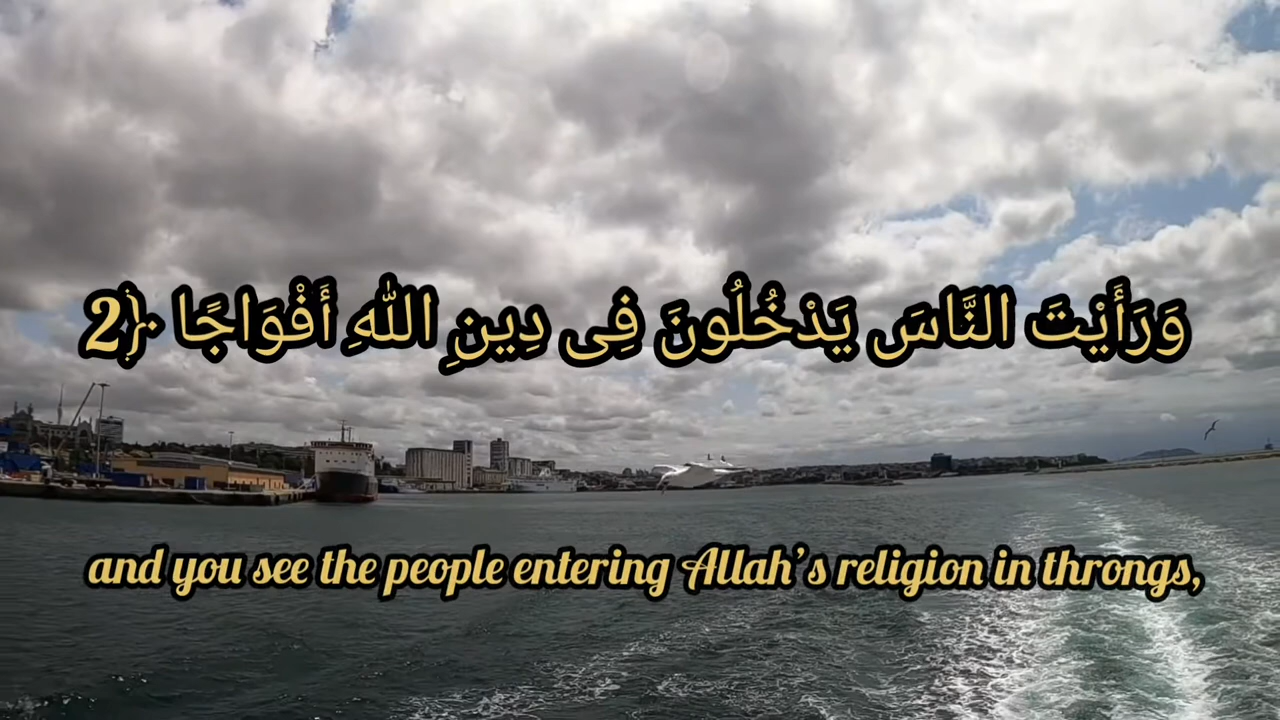 وَرَأَيْتَ النَّاسَ يَدْخُلُونَ فِى دِينِ اللَّهِ أَفْوَاجًا ﴿2
and you see the people entering Allah's religion in throngs,